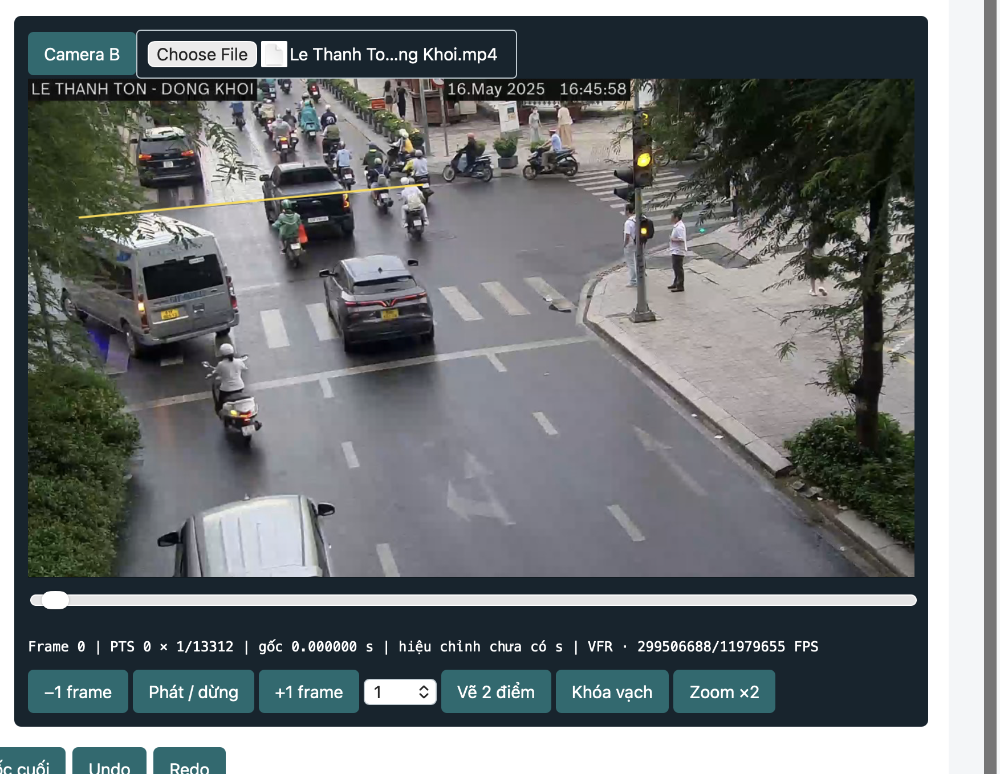 Camera B
Choose File Le Thanh To...ng Khoi.mp4
LE THANH TON - DONG KHOI
16.May 2025 16:45:58
Frame 0 | PTS 0 × 1/13312 | gốc 0.000000 s | hiệu chỉnh chưa có s | VFR · 299506688/11979655 FPS
–1 frame
Phát / dừng
+1 frame
1
Vẽ 2 điểm
Khóa vạch
Zoom ×2
cuối
Undo
Redo